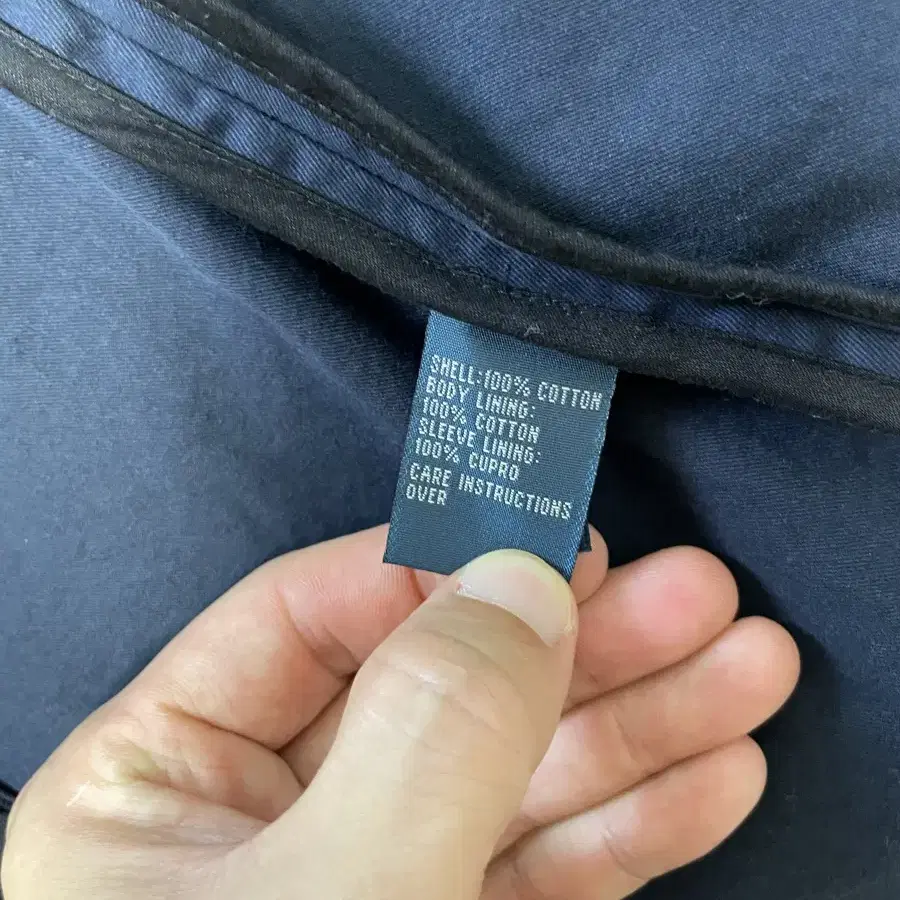 SHELL:100% COTTON
BODY LINING:
100% COTTON
SLEEVE LINING:
100% CUPRO
CARE INSTRUCTIONS
OVER